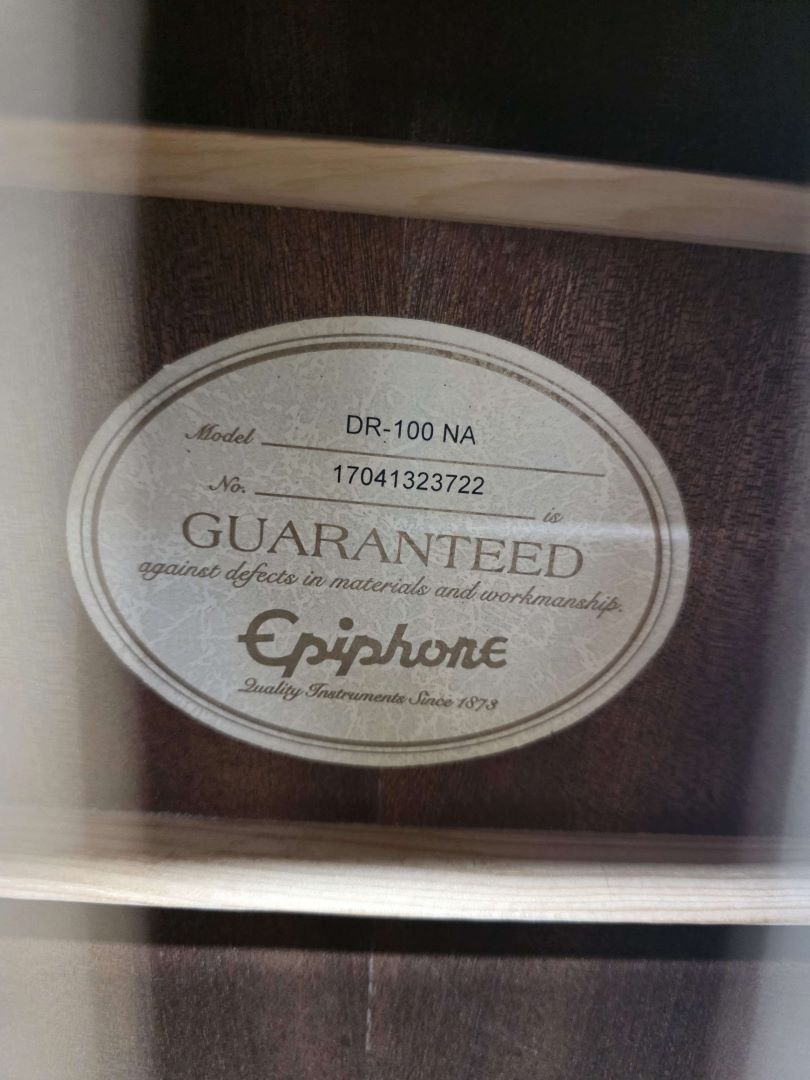 Model DR-100 NA
No. 17041323722 is
GUARANTEED
against defects in materials and workmanship.
Epiphone
Quality Instruments Since 1873